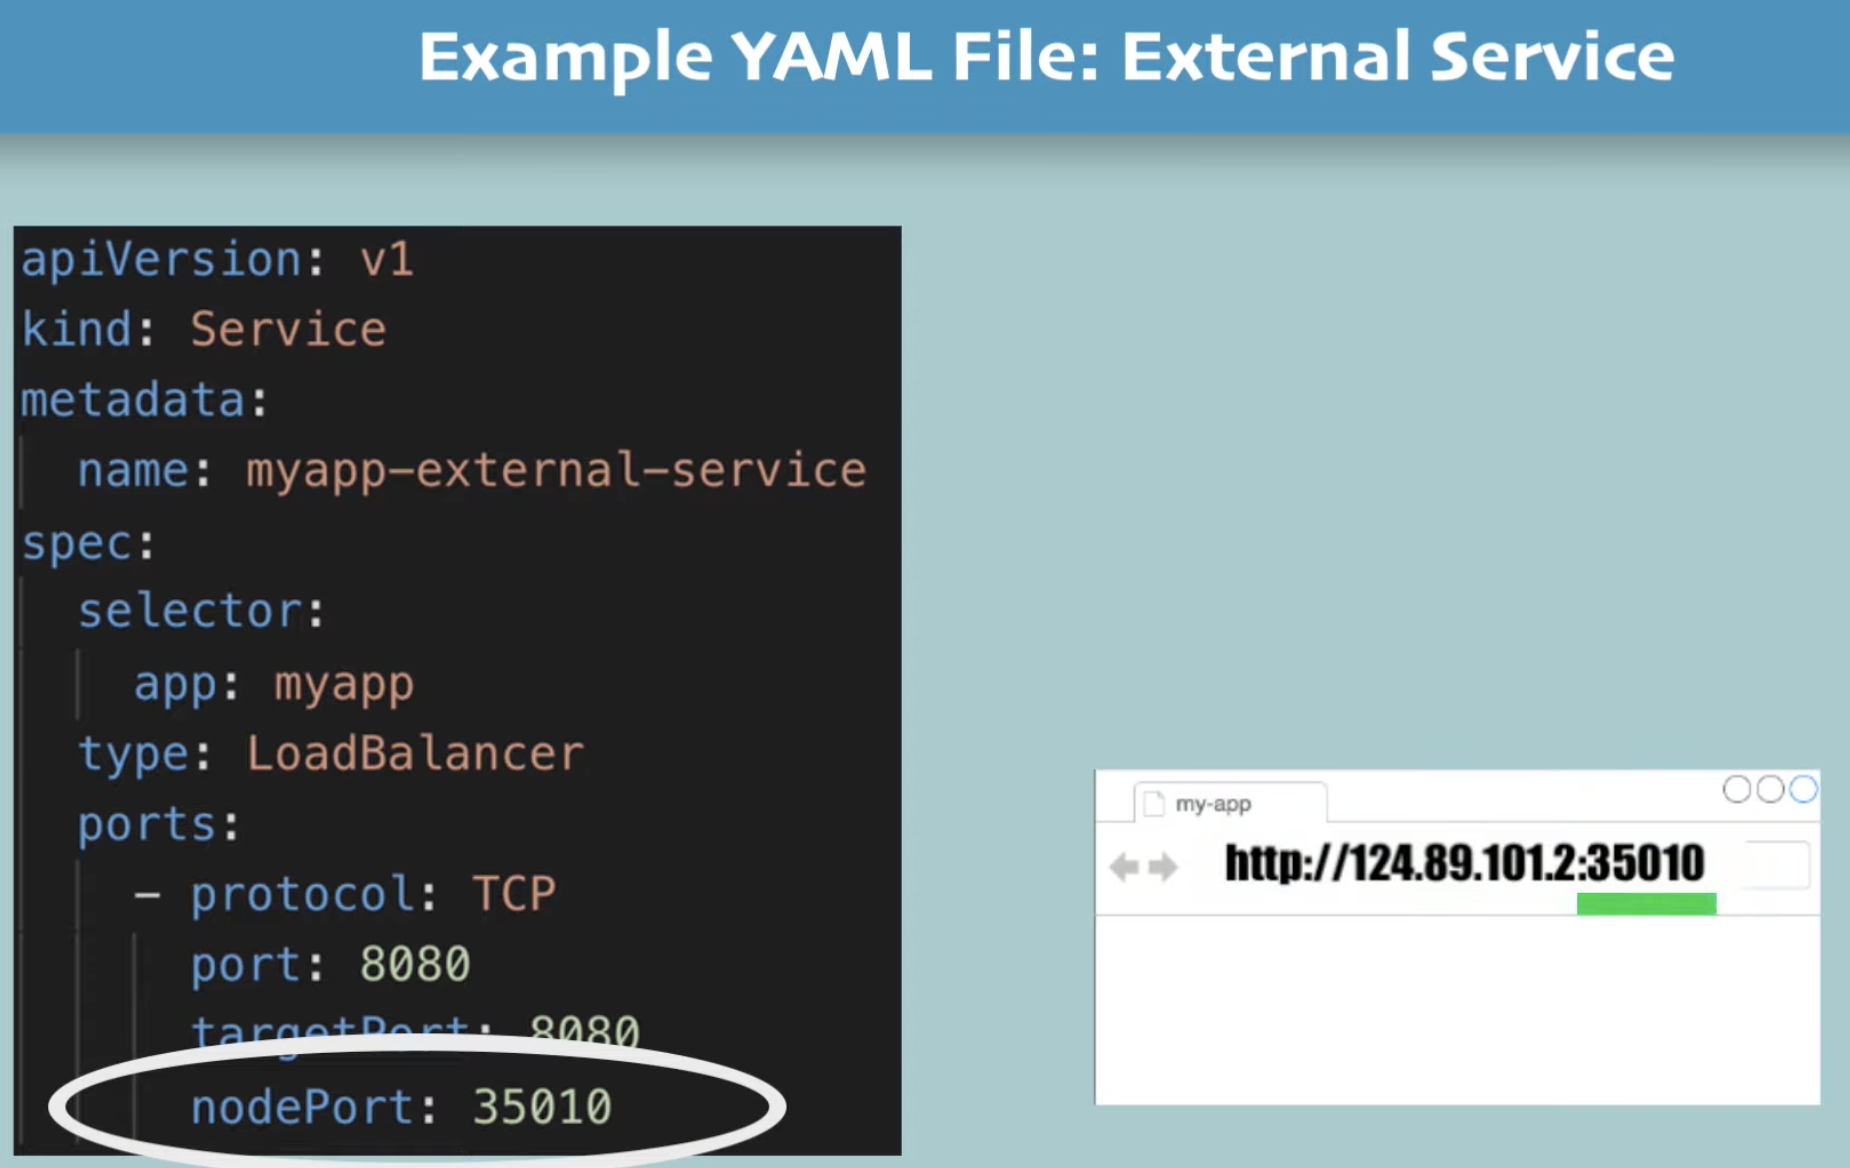 Example YAML File: External Service
apiVersion: v1
kind: Service
metadata:
  name: myapp-external-service
spec:
  selector:
    app: myapp
  type: LoadBalancer
  ports:
    - protocol: TCP
      port: 8080
      targetPort: 8080
      nodePort: 35010
my-app
http://124.89.101.2:35010